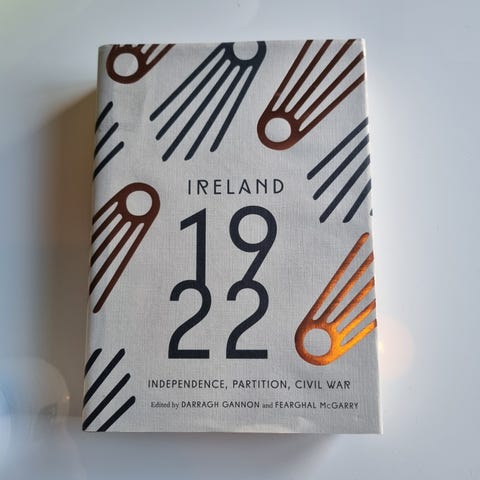 IRELAND
19
22
INDEPENDENCE, PARTITION, CIVIL WAR
Edited by DARRAGH GANNON and FEARGHAL McGARRY